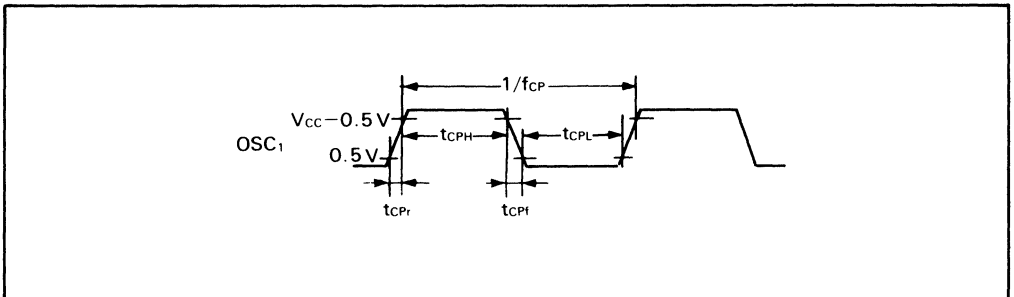 1/fCP
VCC−0.5 V
tCPH
tCPL
OSC₁
0.5 V
tCPr
tCPf